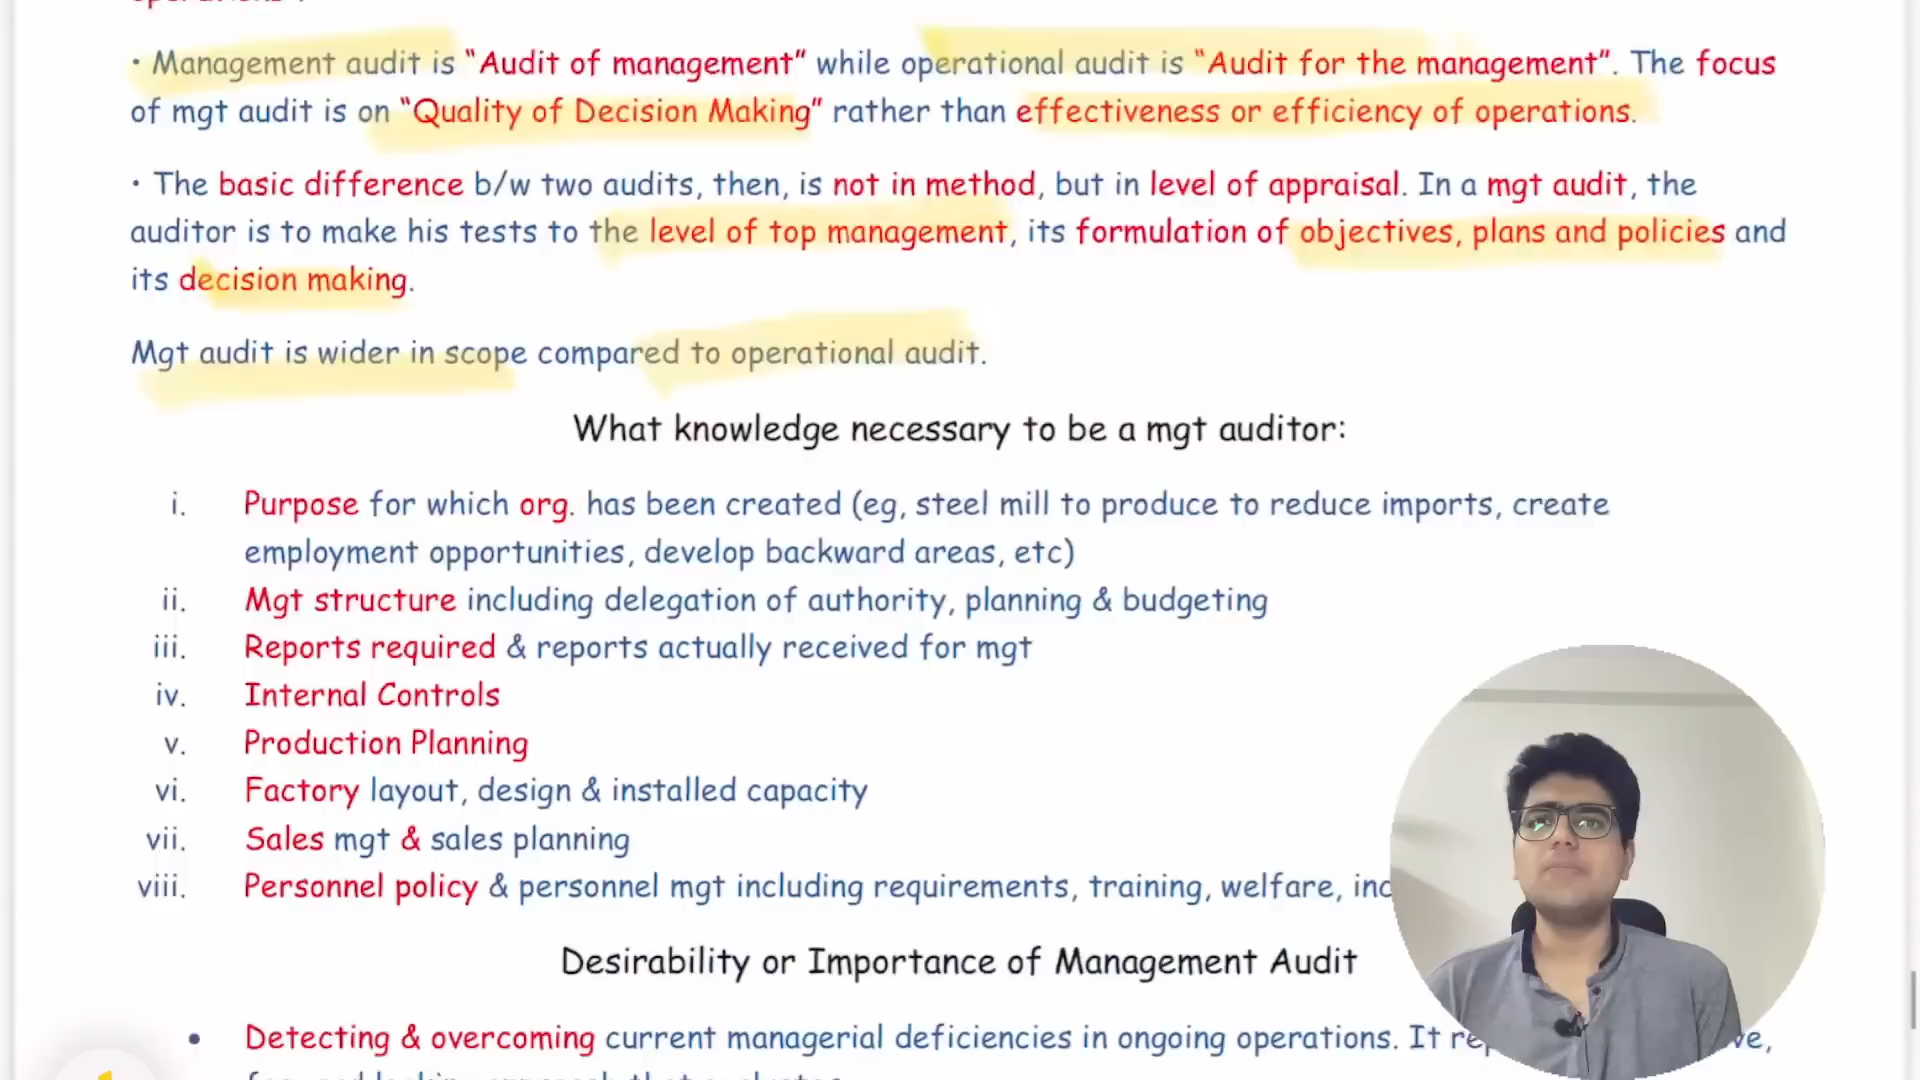 • Management audit is “Audit of management” while operational audit is “Audit for the management”. The focus
of mgt audit is on “Quality of Decision Making” rather than effectiveness or efficiency of operations.
• The basic difference b/w two audits, then, is not in method, but in level of appraisal. In a mgt audit, the
auditor is to make his tests to the level of top management, its formulation of objectives, plans and policies and
its decision making.
Mgt audit is wider in scope compared to operational audit.
What knowledge necessary to be a mgt auditor:
i. Purpose for which org. has been created (eg, steel mill to produce to reduce imports, create
employment opportunities, develop backward areas, etc)
ii. Mgt structure including delegation of authority, planning & budgeting
iii. Reports required & reports actually received for mgt
iv. Internal Controls
v. Production Planning
vi. Factory layout, design & installed capacity
vii. Sales mgt & sales planning
viii. Personnel policy & personnel mgt including requirements, training, welfare,
Desirability or Importance of Management Audit
• Detecting & overcoming current managerial deficiencies in ongoing operations. It